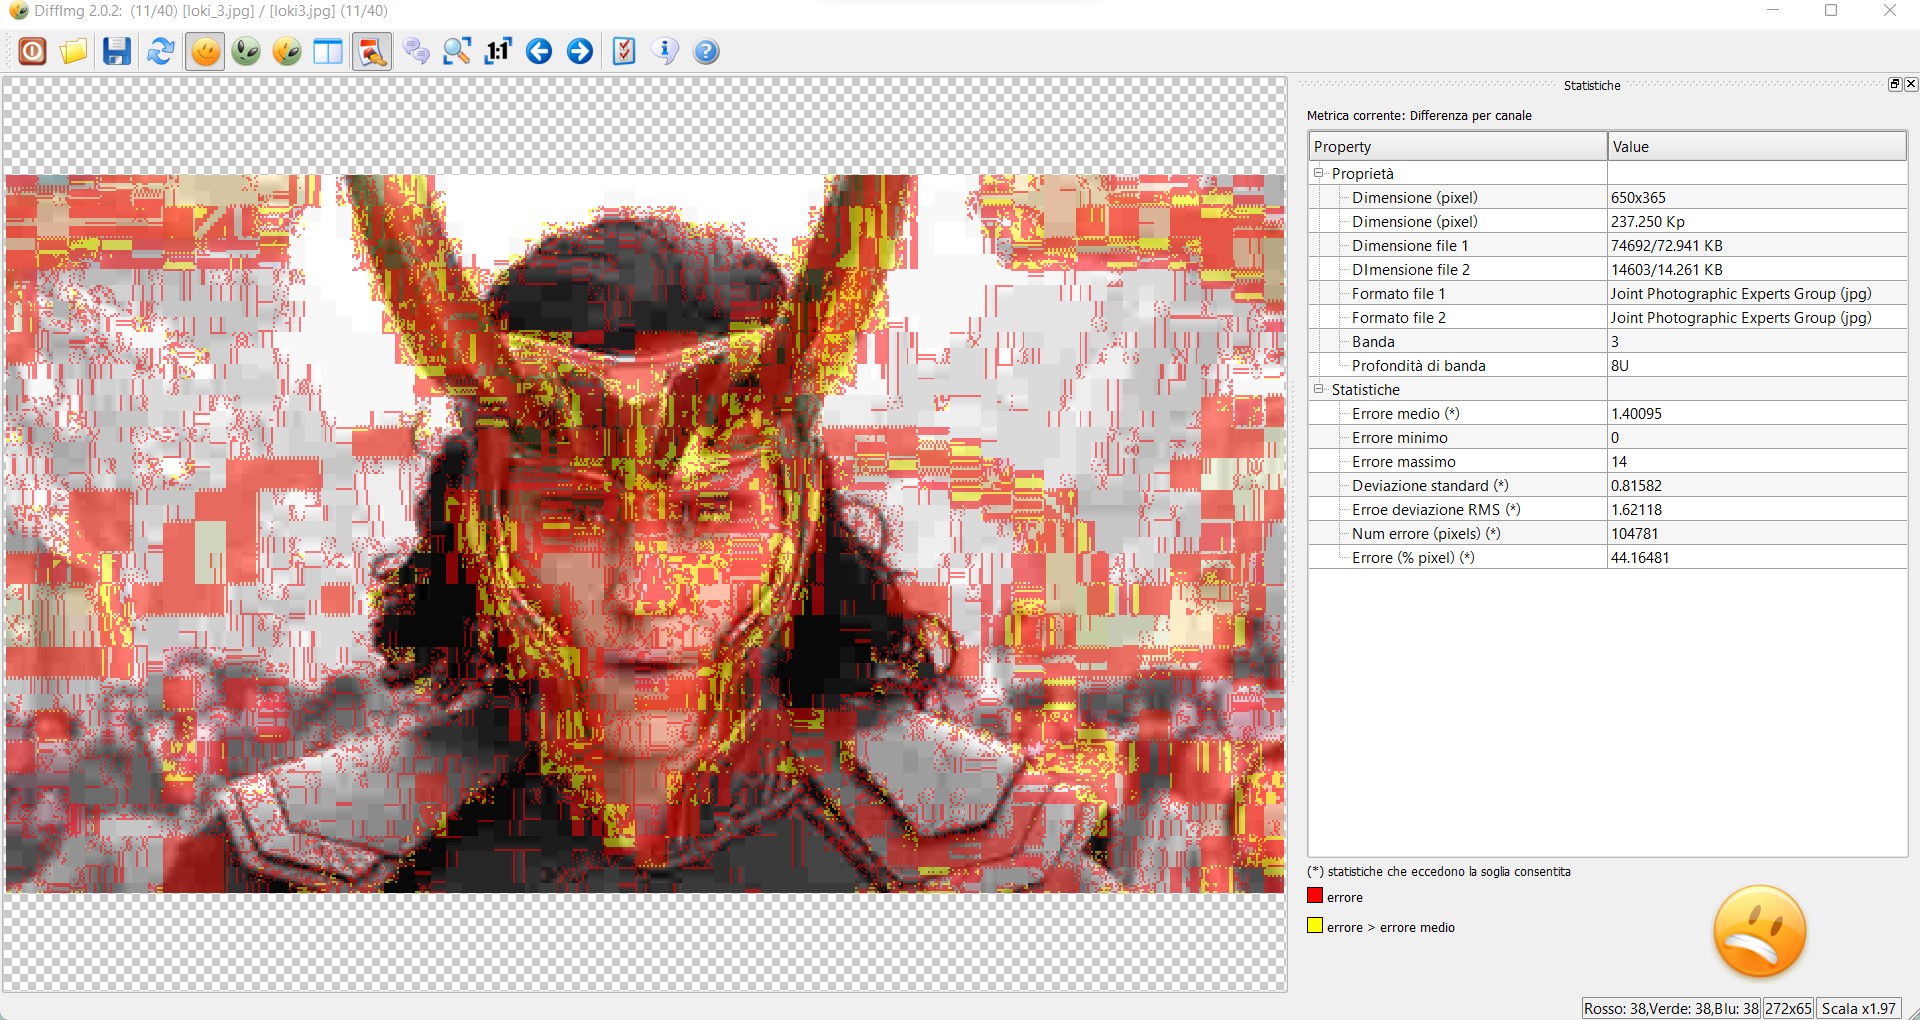 DiffImg 2.0.2: (11/40) [loki_3.jpg] / [loki3.jpg] (11/40)
1:1
Statistiche
Metrica corrente: Differenza per canale
Property Value
Proprietà
Dimensione (pixel) 650x365
Dimensione (pixel) 237.250 Kp
Dimensione file 1 74692/72.941 KB
DImensione file 2 14603/14.261 KB
Formato file 1 Joint Photographic Experts Group (jpg)
Formato file 2 Joint Photographic Experts Group (jpg)
Banda 3
Profondità di banda 8U
Statistiche
Errore medio (*) 1.40095
Errore minimo 0
Errore massimo 14
Deviazione standard (*) 0.81582
Erroe deviazione RMS (*) 1.62118
Num errore (pixels) (*) 104781
Errore (% pixel) (*) 44.16481
(*) statistiche che eccedono la soglia consentita
errore
errore > errore medio
Rosso: 38,Verde: 38,Blu: 38 272x65 Scala x1.97